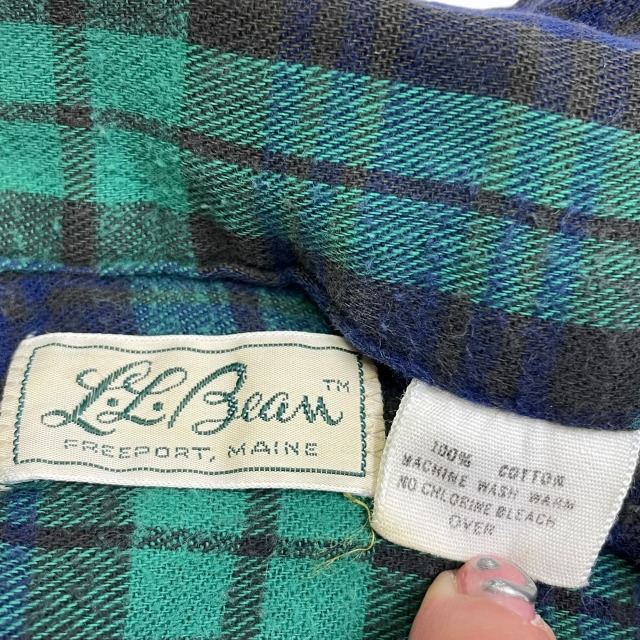 L.L.Bean™
FREEPORT, MAINE
100% COTTON
MACHINE WASH WARM
NO CHLORINE BLEACH
OVER